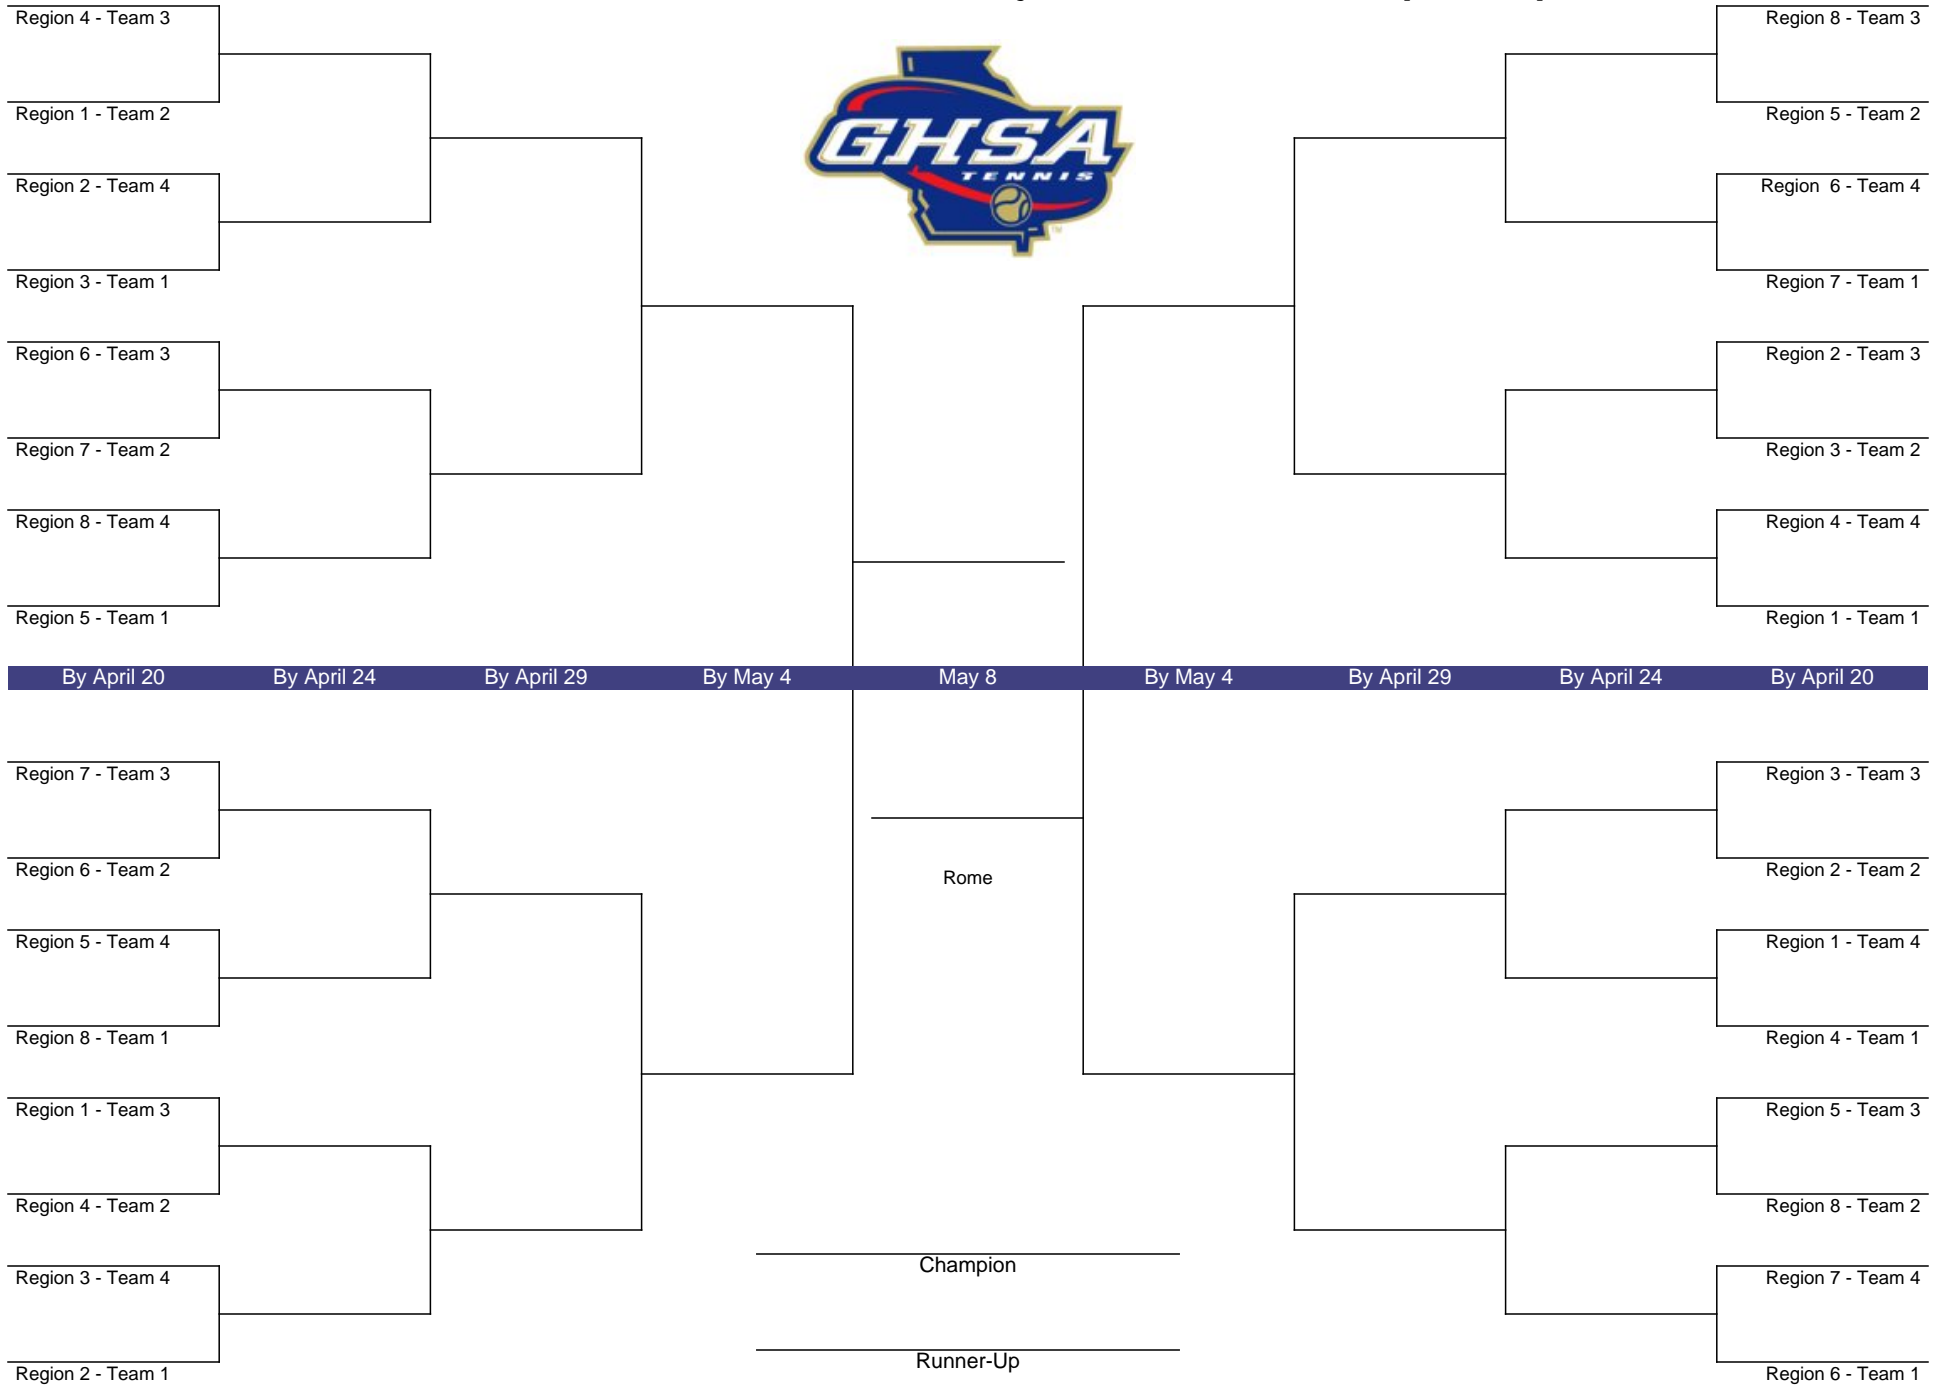 Region 4 - Team 3
Region 1 - Team 2
Region 2 - Team 4
Region 3 - Team 1
Region 6 - Team 3
Region 7 - Team 2
Region 8 - Team 4
Region 5 - Team 1
GHSA
TENNIS
TM
Region 8 - Team 3
Region 5 - Team 2
Region 6 - Team 4
Region 7 - Team 1
Region 2 - Team 3
Region 3 - Team 2
Region 4 - Team 4
Region 1 - Team 1
By April 20 By April 24 By April 29 By May 4 May 8 By May 4 By April 29 By April 24 By April 20
Region 7 - Team 3
Region 6 - Team 2
Region 5 - Team 4
Region 8 - Team 1
Region 1 - Team 3
Region 4 - Team 2
Region 3 - Team 4
Region 2 - Team 1
Rome
Champion
Runner-Up
Region 3 - Team 3
Region 2 - Team 2
Region 1 - Team 4
Region 4 - Team 1
Region 5 - Team 3
Region 8 - Team 2
Region 7 - Team 4
Region 6 - Team 1